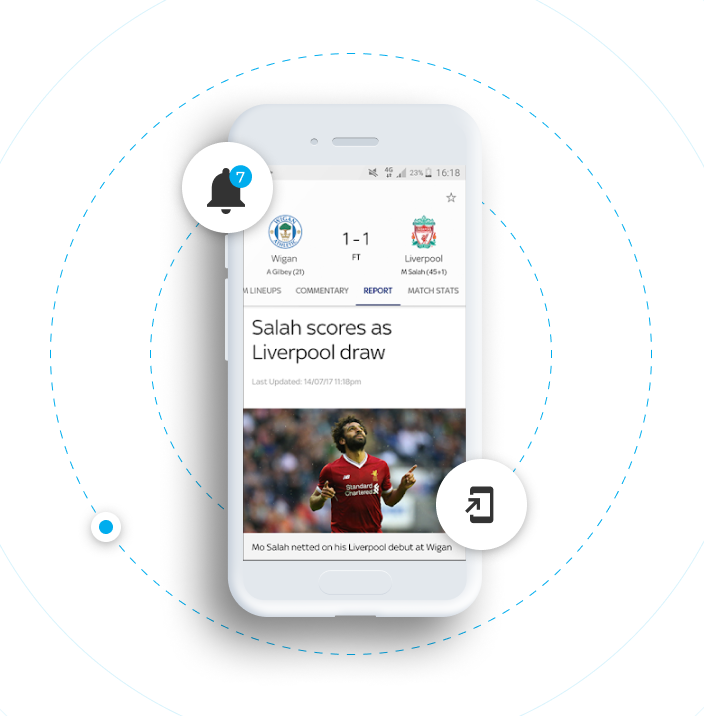 7
4G
23%
16:18
WIGAN
ATHLETIC
1-1
FT
Wigan
Liverpool
A Gibey (21)
M Salah (45+1)
M LINEUPS COMMENTARY REPORT MATCH STATS
Salah scores as
Liverpool draw
Last Updated: 14/07/17 11:18pm
Standard
Chartered
Mo Salah netted on his Liverpool debut at Wigan